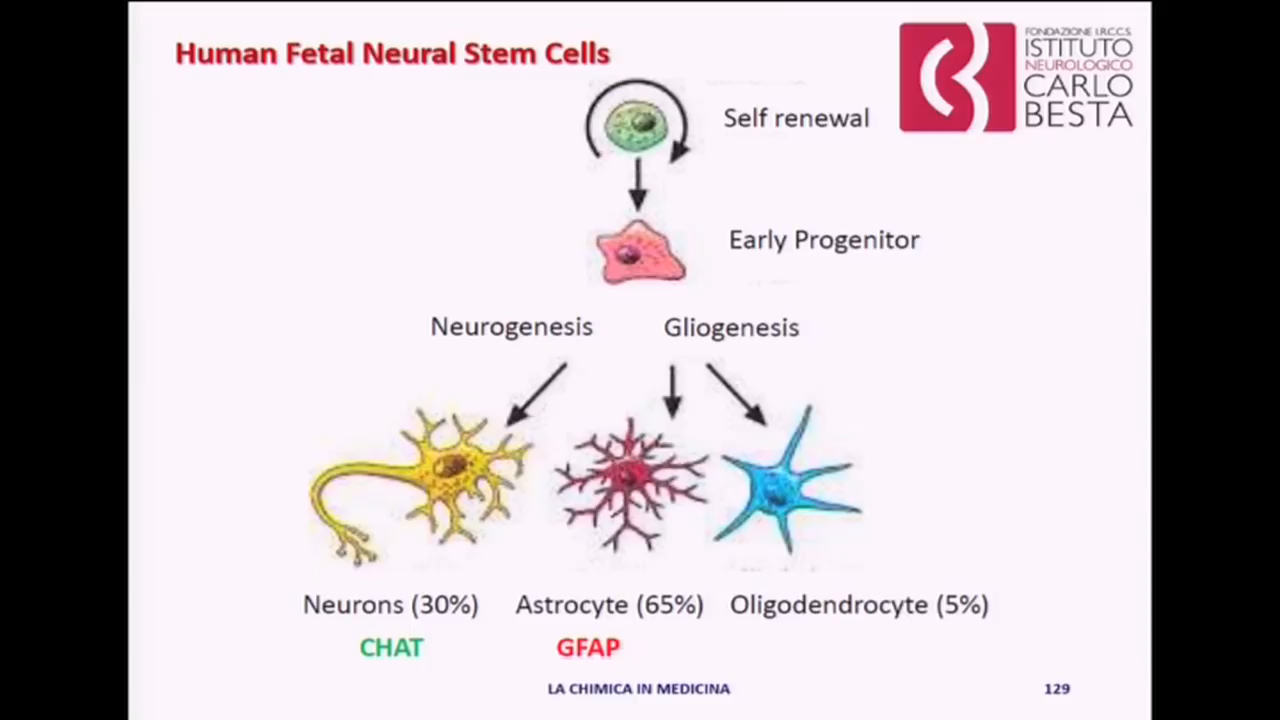 Human Fetal Neural Stem Cells
FONDAZIONE I.R.C.C.S.
ISTITUTO
NEUROLOGICO
CARLO
BESTA
Self renewal
Early Progenitor
Neurogenesis
Gliogenesis
Neurons (30%)
Astrocyte (65%)
Oligodendrocyte (5%)
CHAT
GFAP
LA CHIMICA IN MEDICINA
129